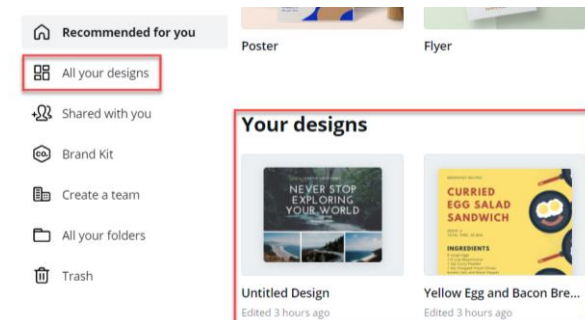 Recommended for you
All your designs
Shared with you
Brand Kit
Create a team
All your folders
Trash
Poster
Flyer
Your designs
NEVER STOP
EXPLORING
YOUR WORLD
CURRIED
EGG SALAD
SANDWICH
INGREDIENTS
Untitled Design
Edited 3 hours ago
Yellow Egg and Bacon Bre...
Edited 3 hours ago